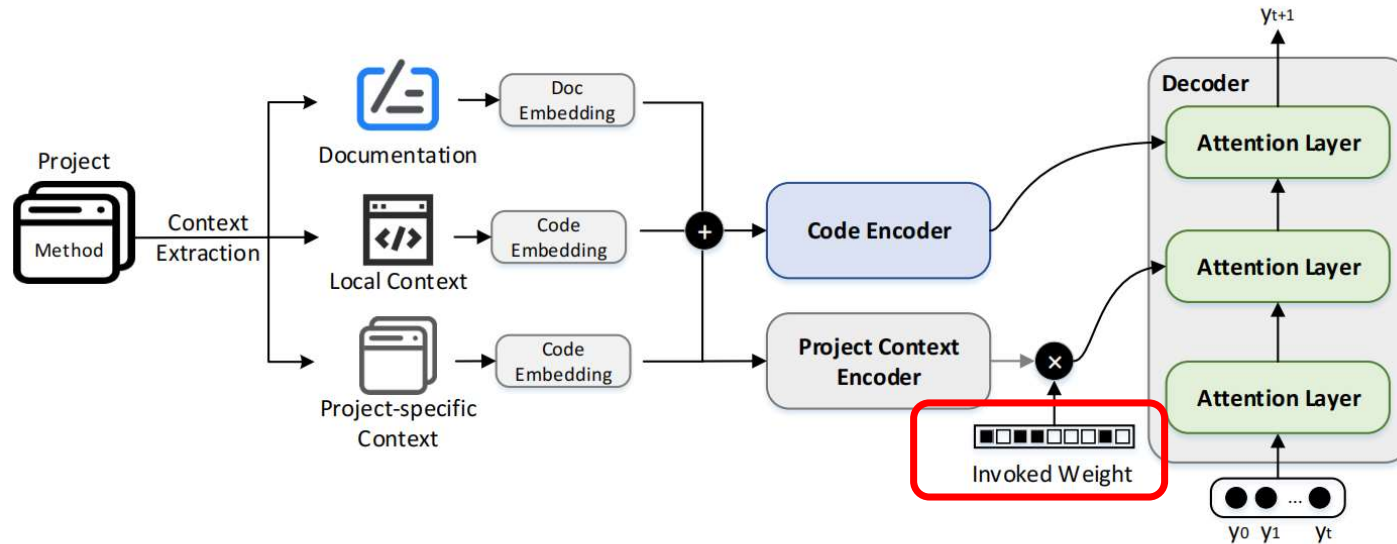 Project
Method
Context
Extraction
Documentation
Local Context
Project-specific
Context
Doc
Embedding
Code
Embedding
Code
Embedding
+
Code Encoder
Project Context
Encoder
×
Invoked Weight
yt+1
Decoder
Attention Layer
Attention Layer
Attention Layer
...
y0 y1 yt